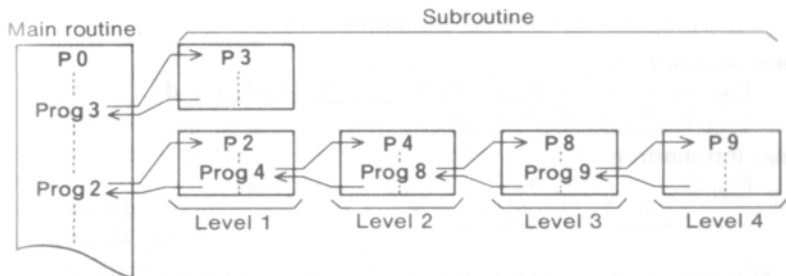 Subroutine
Main routine
P 0
P 3
Prog 3
P 2
P 4
P 8
P 9
Prog 4
Prog 8
Prog 9
Prog 2
Level 1
Level 2
Level 3
Level 4